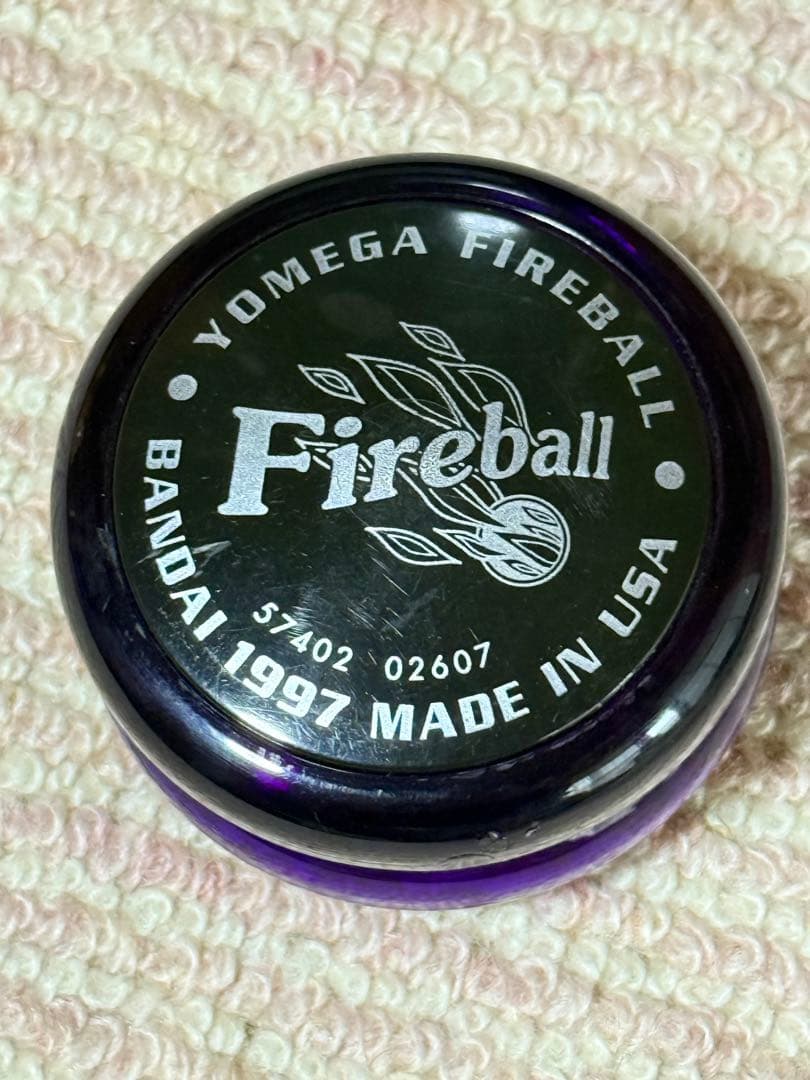 YOMEGA FIREBALL
Fireball
57402 02607
BANDAI 1997 MADE IN USA